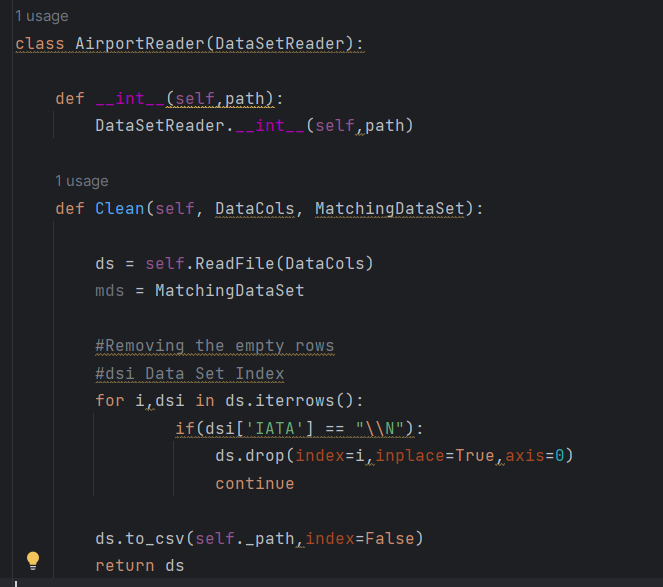 1 usage
class AirportReader(DataSetReader):
def __int__(self,path):
DataSetReader.__int__(self,path)
1 usage
def Clean(self, DataCols, MatchingDataSet):
ds = self.ReadFile(DataCols)
mds = MatchingDataSet
#Removing the empty rows
#dsi Data Set Index
for i,dsi in ds.iterrows():
if(dsi['IATA'] == "\\N"):
ds.drop(index=i,inplace=True,axis=0)
continue
ds.to_csv(self._path,index=False)
return ds